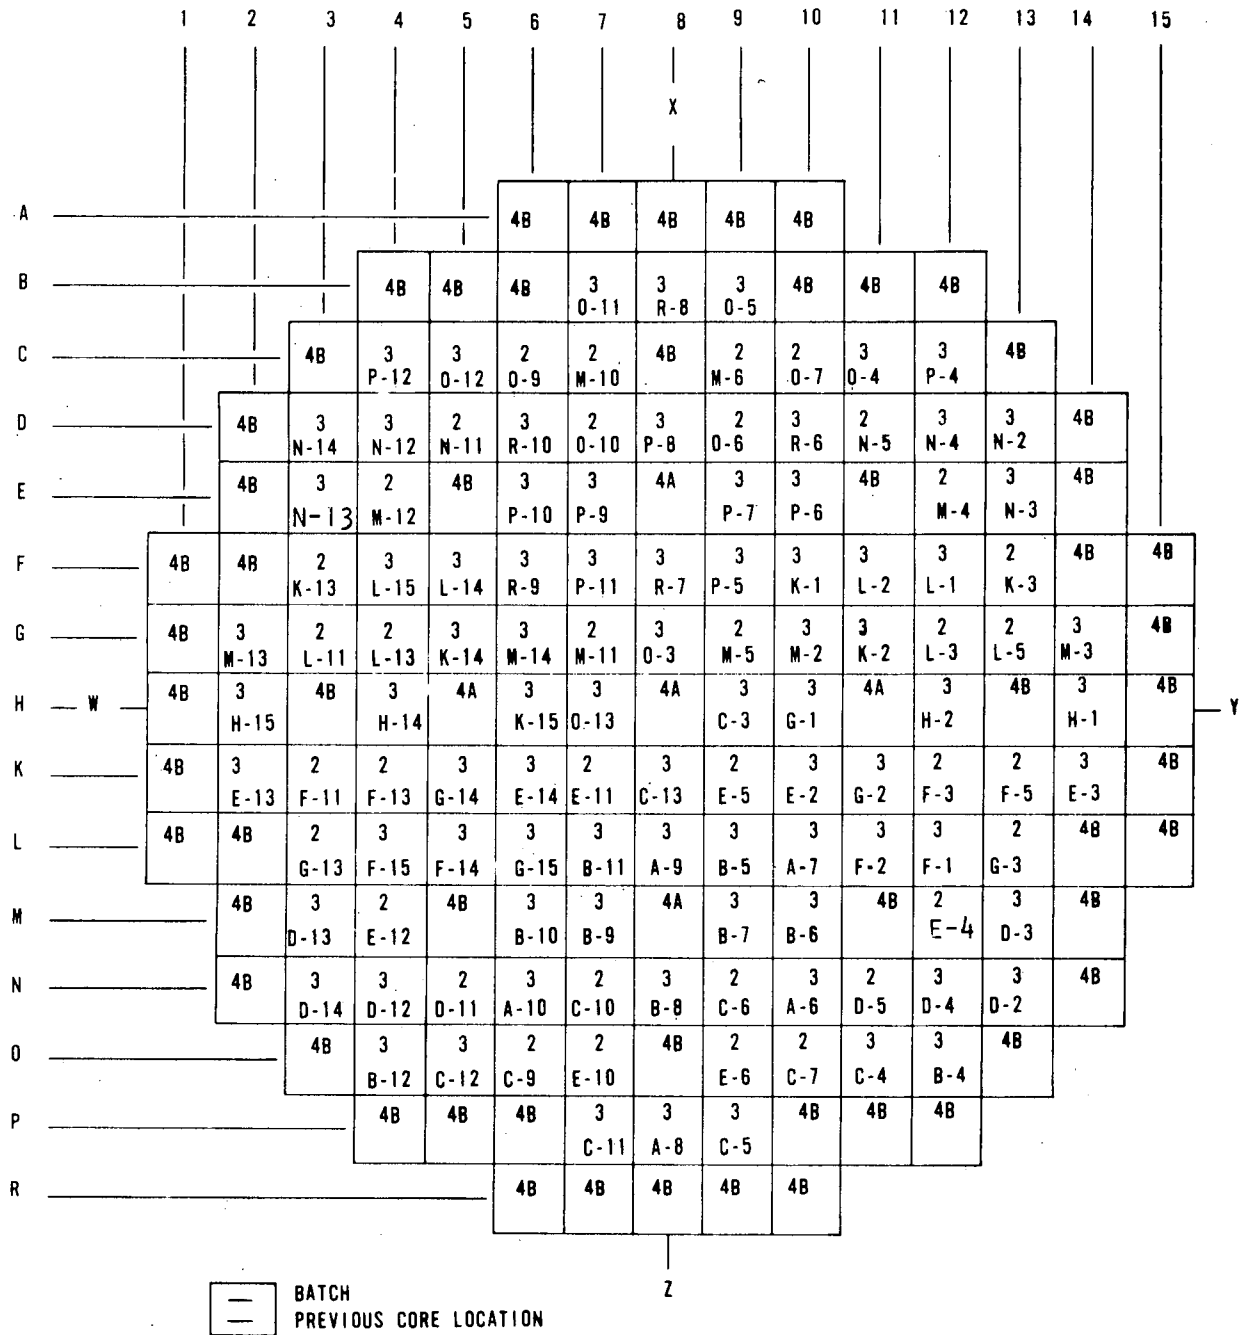 1 2 3 4 5 6 7 8 9 10 11 12 13 14 15
X
A 4B 4B 4B 4B 4B
B 4B 4B 4B 3 3 3 4B 4B 4B
O-11 R-8 O-5
C 4B 3 3 2 2 4B 2 2 3 3 4B
P-12 O-12 O-9 M-10 M-6 O-7 O-4 P-4
D 4B 3 3 2 3 2 3 2 3 2 3 3 4B
N-14 N-12 N-11 R-10 O-10 P-8 O-6 R-6 N-5 N-4 N-2
E 4B 3 2 4B 3 3 4A 3 3 4B 2 3 4B
N-13 M-12 P-10 P-9 P-7 P-6 M-4 N-3
F 4B 4B 2 3 3 3 3 3 3 3 3 3 2 4B 4B
K-13 L-15 L-14 R-9 P-11 R-7 P-5 K-1 L-2 L-1 K-3
G 4B 3 2 2 3 3 2 3 2 3 3 2 2 3 4B
M-13 L-11 L-13 K-14 M-14 M-11 O-3 M-5 M-2 K-2 L-3 L-5 M-3
H W 4B 3 4B 3 4A 3 3 4A 3 3 4A 3 4B 3 4B Y
H-15 H-14 K-15 O-13 C-3 G-1 H-2 H-1
K 4B 3 2 2 3 3 2 3 2 3 3 2 2 3 4B
E-13 F-11 F-13 G-14 E-14 E-11 C-13 E-5 E-2 G-2 F-3 F-5 E-3
L 4B 4B 2 3 3 3 3 3 3 3 3 3 2 4B 4B
G-13 F-15 F-14 G-15 B-11 A-9 B-5 A-7 F-2 F-1 G-3
M 4B 3 2 4B 3 3 4A 3 3 4B 2 3 4B
D-13 E-12 B-10 B-9 B-7 B-6 E-4 D-3
N 4B 3 3 2 3 2 3 2 3 2 3 3 4B
D-14 D-12 D-11 A-10 C-10 B-8 C-6 A-6 D-5 D-4 D-2
O 4B 3 3 2 2 4B 2 2 3 3 4B
B-12 C-12 C-9 E-10 E-6 C-7 C-4 B-4
P 4B 4B 4B 3 3 3 4B 4B 4B
C-11 A-8 C-5
R 4B 4B 4B 4B 4B
Z
BATCH
PREVIOUS CORE LOCATION